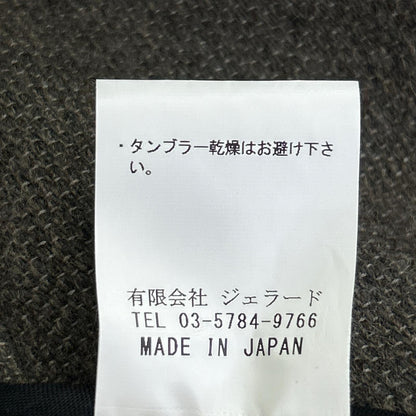 ・タンブラー乾燥はお避け下さ
い。
有限会社 ジェラード
TEL 03-5784-9766
MADE IN JAPAN